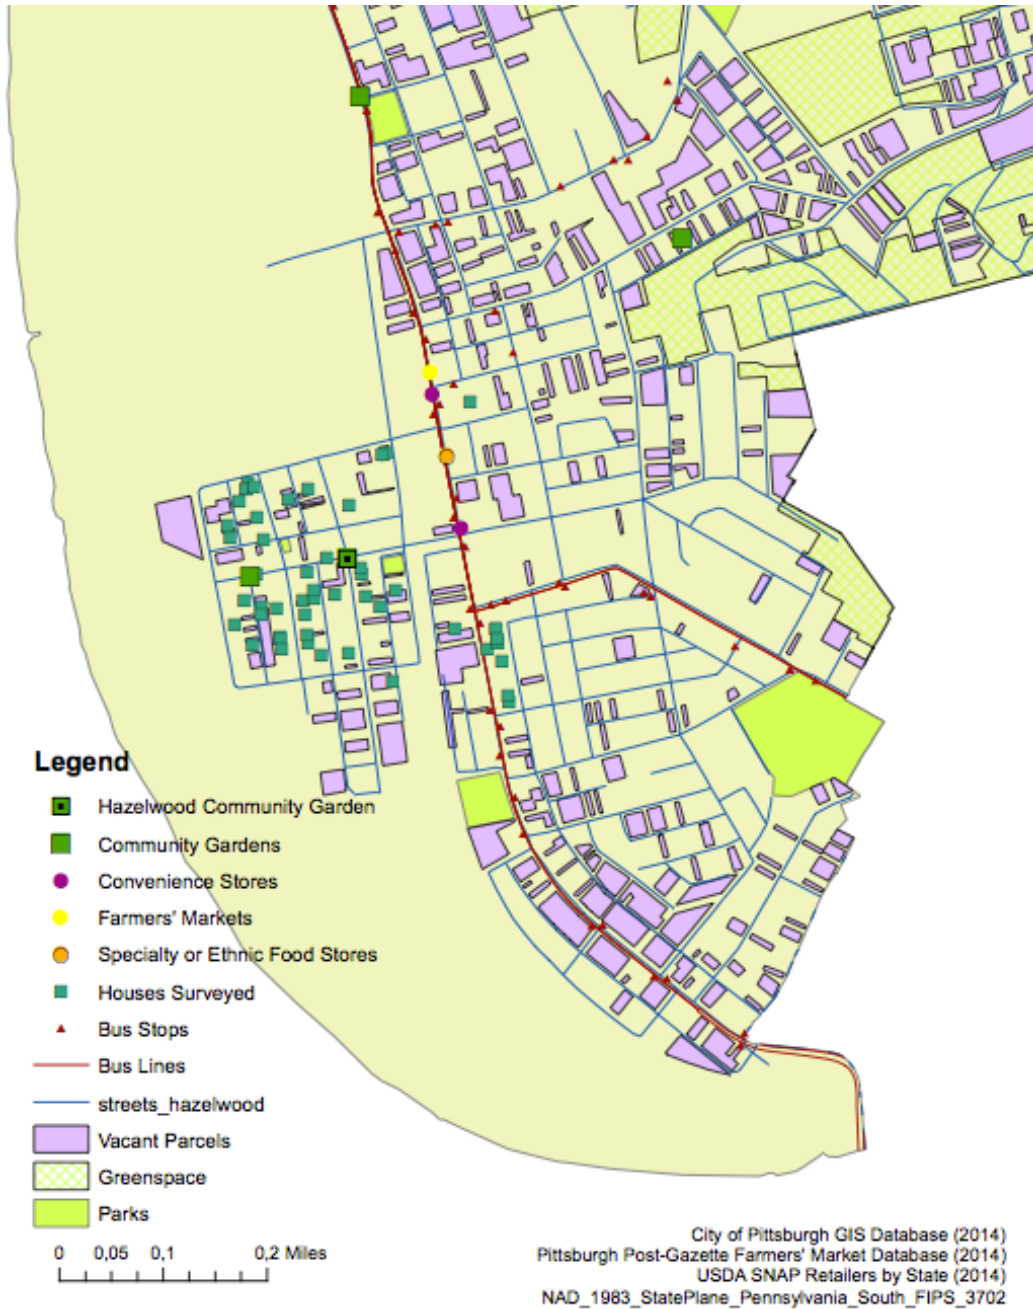 Legend
Hazelwood Community Garden
Community Gardens
Convenience Stores
Farmers' Markets
Specialty or Ethnic Food Stores
Houses Surveyed
Bus Stops
Bus Lines
streets_hazelwood
Vacant Parcels
Greenspace
Parks
0 0,05 0,1 0,2 Miles
City of Pittsburgh GIS Database (2014)
Pittsburgh Post-Gazette Farmers' Market Database (2014)
USDA SNAP Retailers by State (2014)
NAD_1983_StatePlane_Pennsylvania_South_FIPS_3702